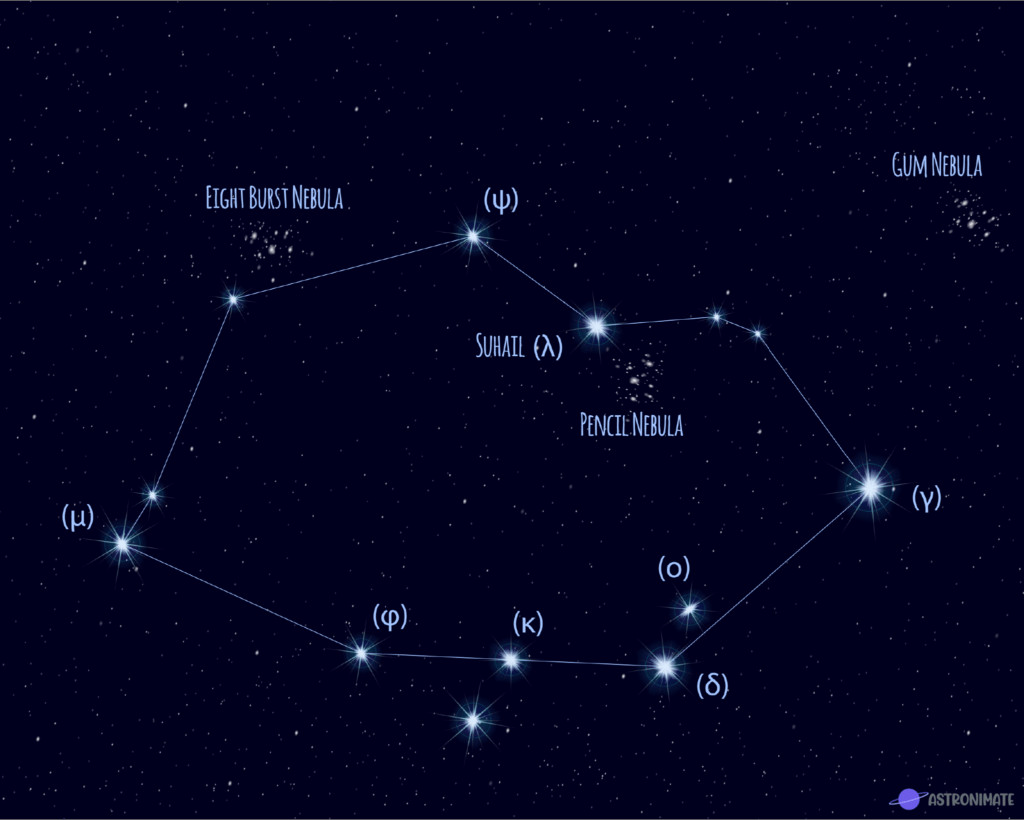 Gum Nebula
Eight Burst Nebula
(ψ)
Suhail (λ)
Pencil Nebula
(γ)
(μ)
(ο)
(φ)
(κ)
(δ)
ASTRONIMATE